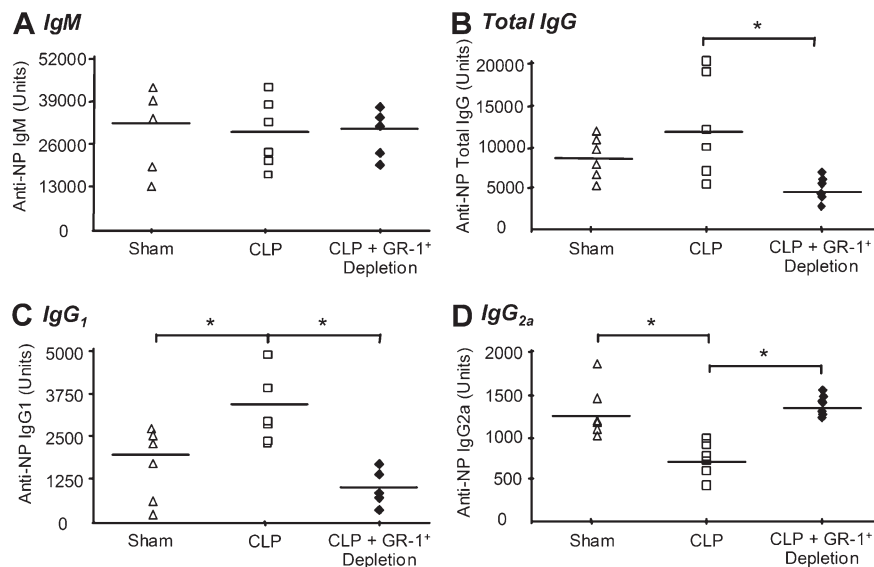 A IgM
Anti-NP IgM (Units)
52000
39000
26000
13000
0
Sham
CLP
CLP + GR-1⁺
Depletion
B Total IgG
*
Anti-NP Total IgG (Units)
20000
15000
10000
5000
0
Sham
CLP
CLP + GR-1⁺
Depletion
C IgG₁
*
*
Anti-NP IgG1 (Units)
5000
3750
2500
1250
0
Sham
CLP
CLP + GR-1⁺
Depletion
D IgG₂ₐ
*
*
Anti-NP IgG2a (Units)
2000
1500
1000
500
0
Sham
CLP
CLP + GR-1⁺
Depletion